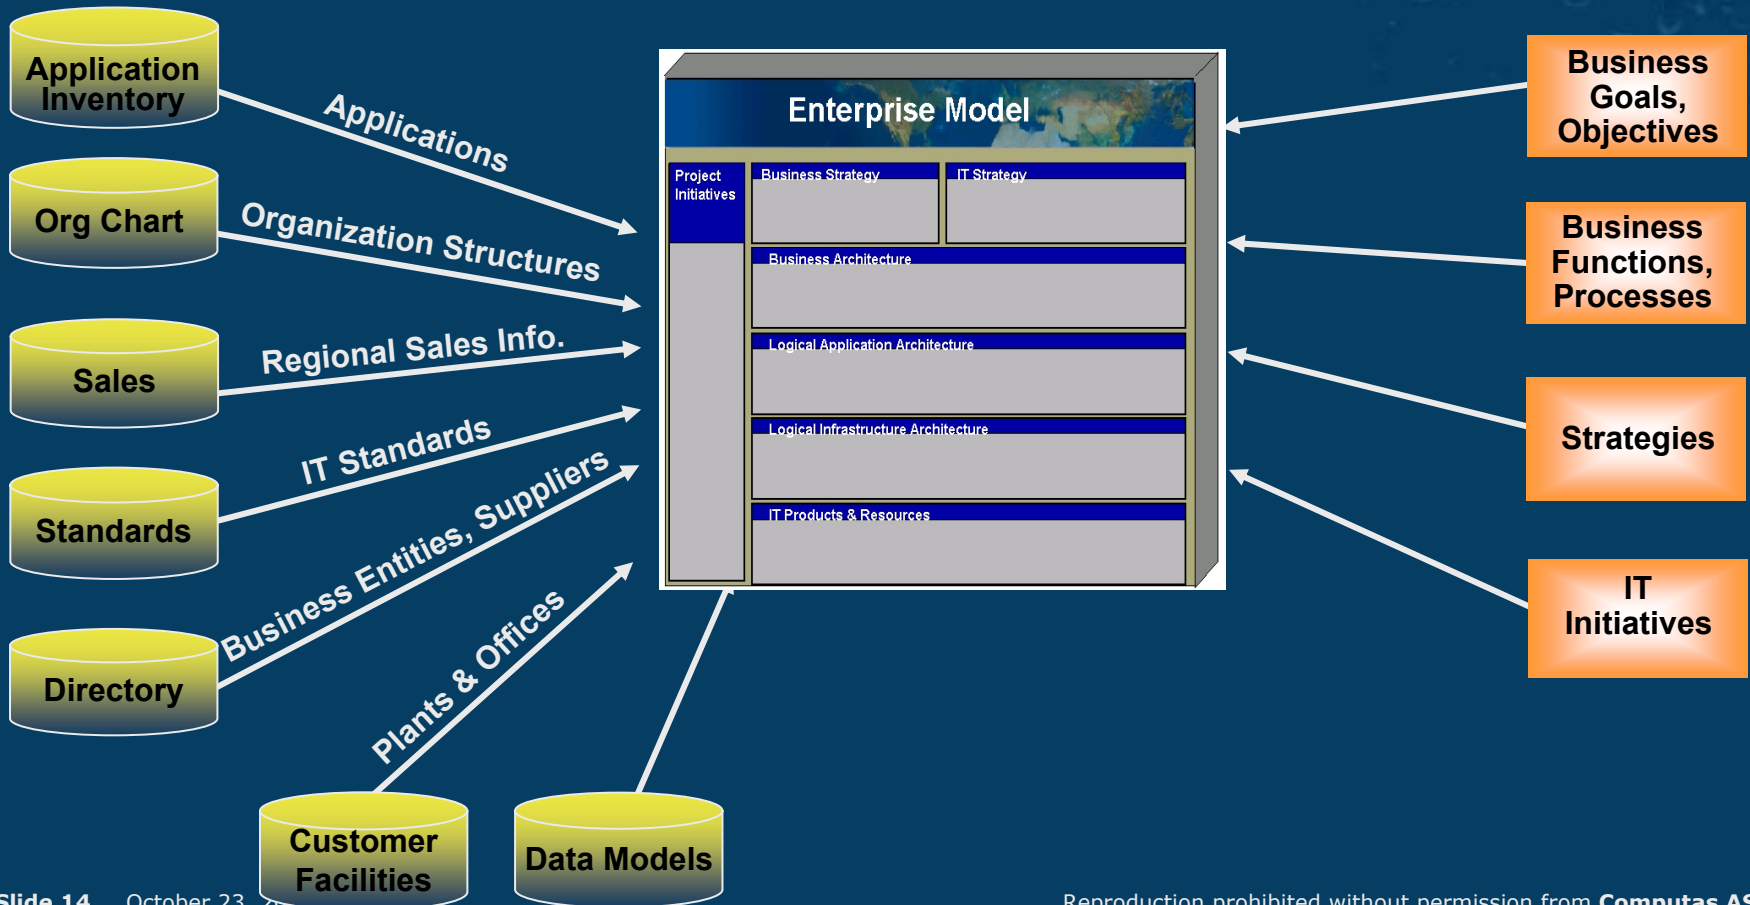 Application
Inventory
Applications
Org Chart
Organization Structures
Sales
Regional Sales Info.
Standards
IT Standards
Directory
Business Entities, Suppliers
Customer
Facilities
Plants & Offices
Data Models
Enterprise Model
Project
Initiatives
Business Strategy
IT Strategy
Business Architecture
Logical Application Architecture
Logical Infrastructure Architecture
IT Products & Resources
Business
Goals,
Objectives
Business
Functions,
Processes
Strategies
IT
Initiatives
Slide 14 October 23,
Reproduction prohibited without permission from Computas AS